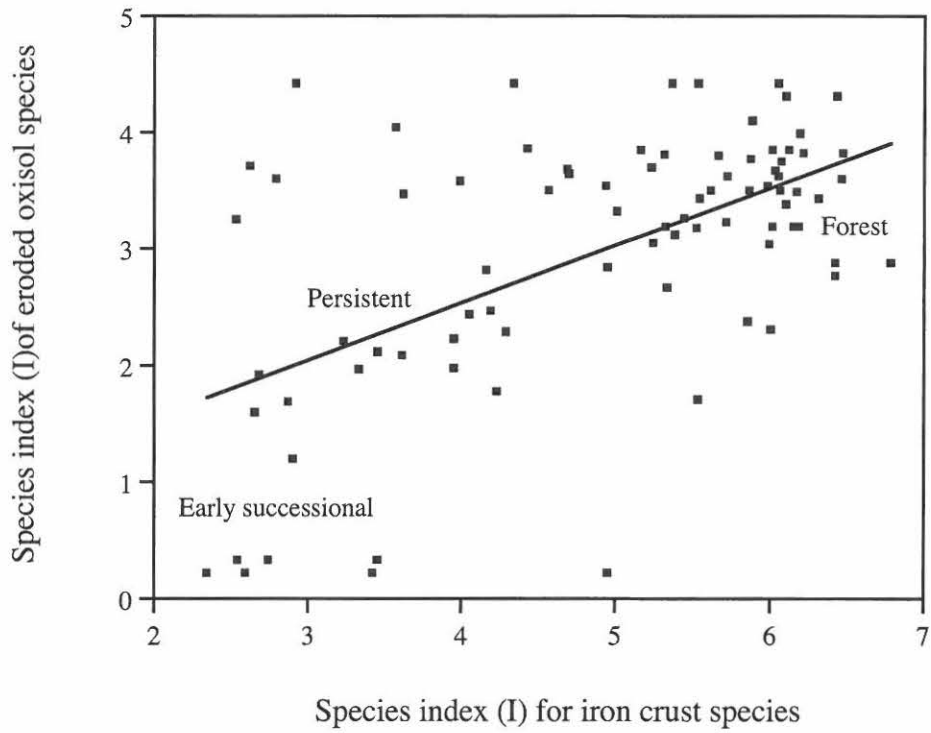 Species index (I)of eroded oxisol species
5
4
3
2
1
0
Persistent
Forest
Early successional
2 3 4 5 6 7
Species index (I) for iron crust species